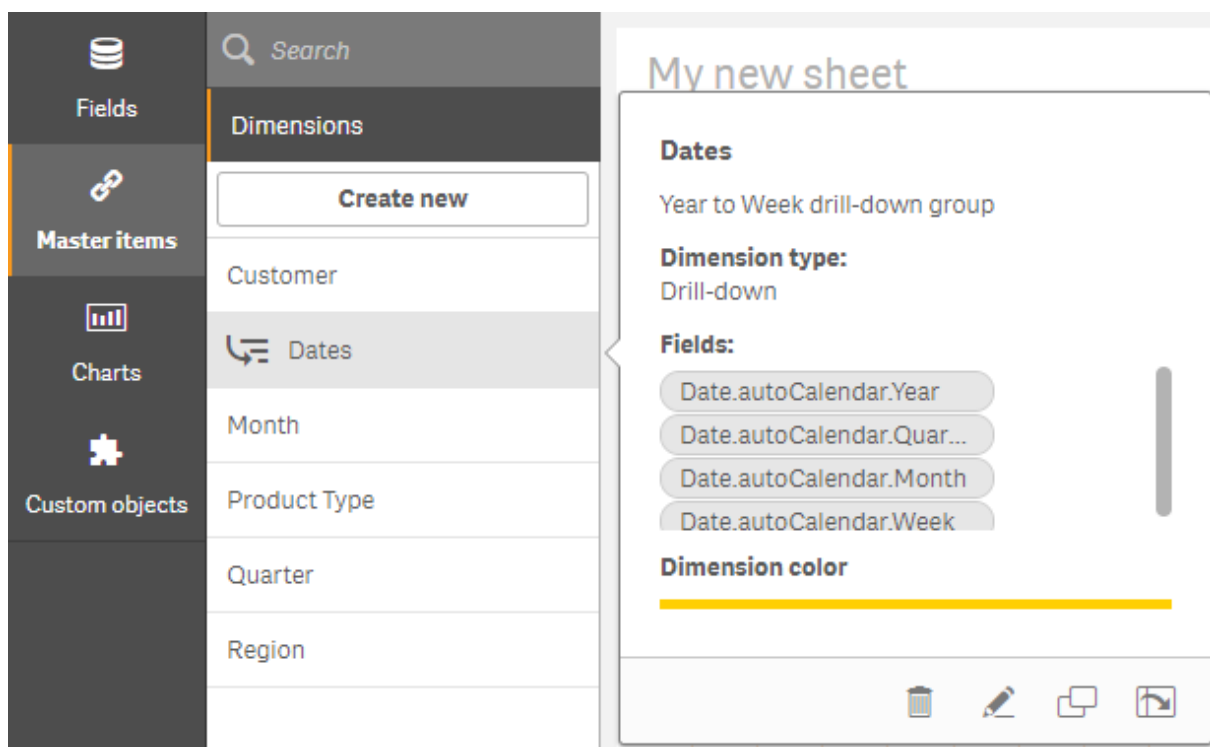 Fields
Master items
Charts
Custom objects
Search
Dimensions
Create new
Customer
Dates
Month
Product Type
Quarter
Region
My new sheet
Dates
Year to Week drill-down group
Dimension type:
Drill-down
Fields:
Date.autoCalendar.Year
Date.autoCalendar.Quar...
Date.autoCalendar.Month
Date.autoCalendar.Week
Dimension color